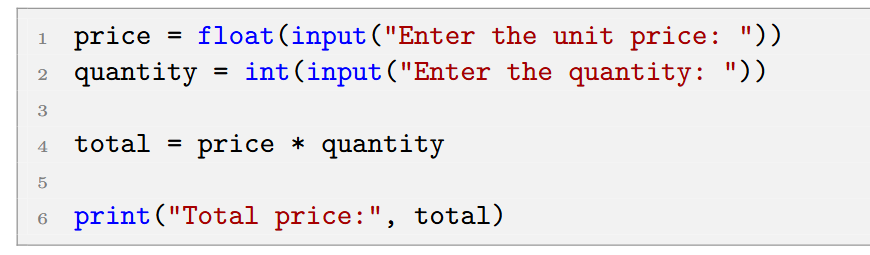 1 price = float(input("Enter the unit price: "))
2 quantity = int(input("Enter the quantity: "))
3
4 total = price * quantity
5
6 print("Total price:", total)